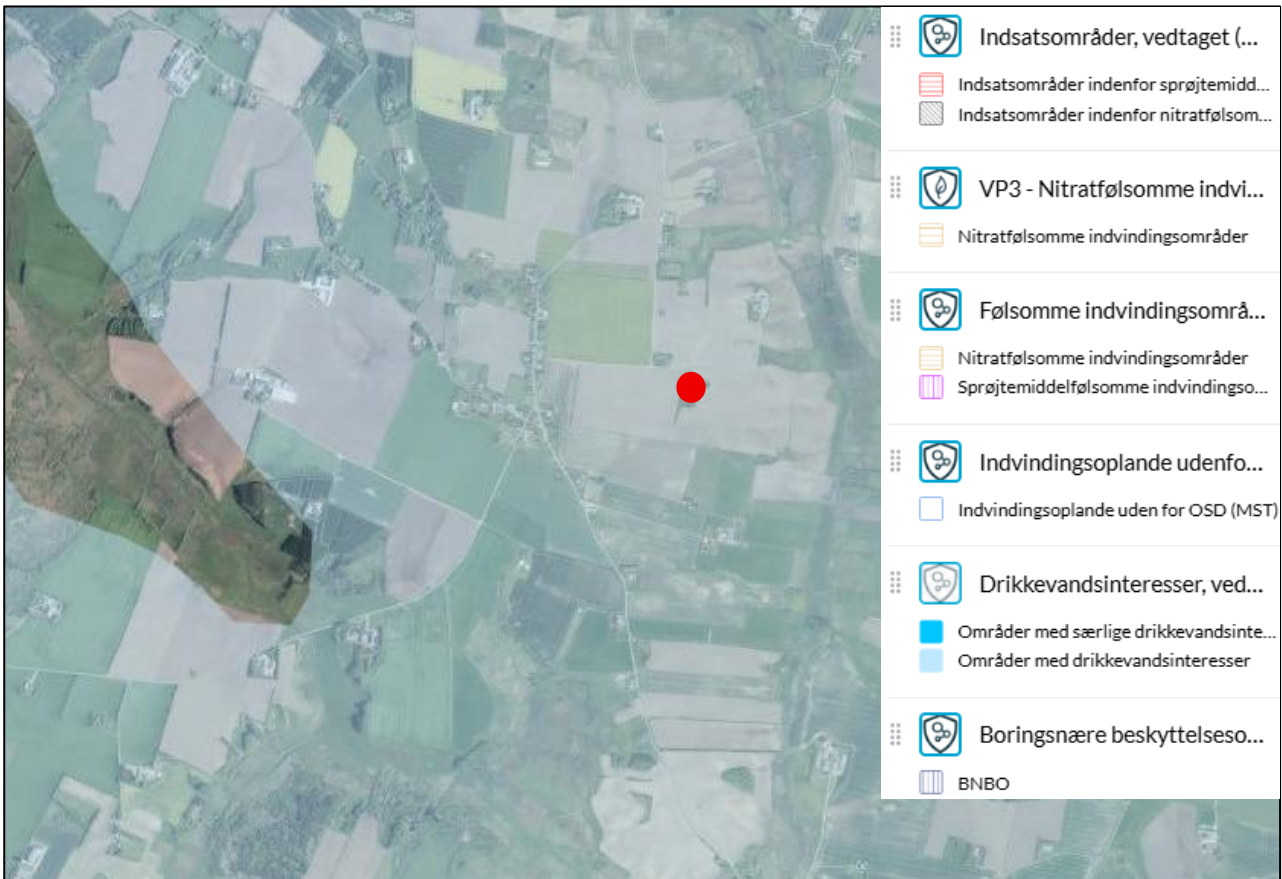 Indsatsområder, vedtaget (...
Indsatsområder indenfor sprøjtemidd...
Indsatsområder indenfor nitratfølsom...
VP3 - Nitratfølsomme indvi...
Nitratfølsomme indvindingsområder
Følsomme indvindingsområ...
Nitratfølsomme indvindingsområder
Sprøjtemiddelfølsomme indvindingso...
Indvindingsoplande udenfo...
Indvindingsoplande uden for OSD (MST)
Drikkevandsinteresser, ved...
Områder med særlige drikkevandsinte...
Områder med drikkevandsinteresser
Boringsnære beskyttelseso...
BNBO